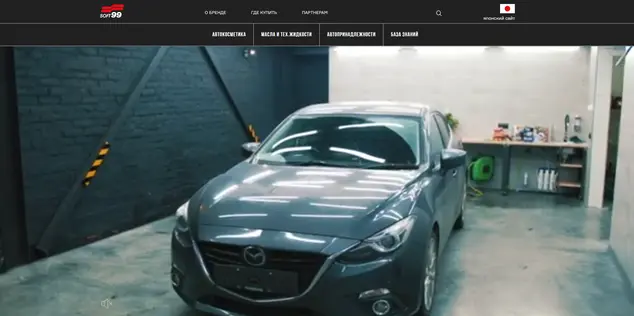 SOFT99
О БРЕНДЕ
ГДЕ КУПИТЬ
ПАРТНЕРАМ
японский сайт
АВТОКОСМЕТИКА
МАСЛА И ТЕХ.ЖИДКОСТИ
АВТОПРИНАДЛЕЖНОСТИ
БАЗА ЗНАНИЙ